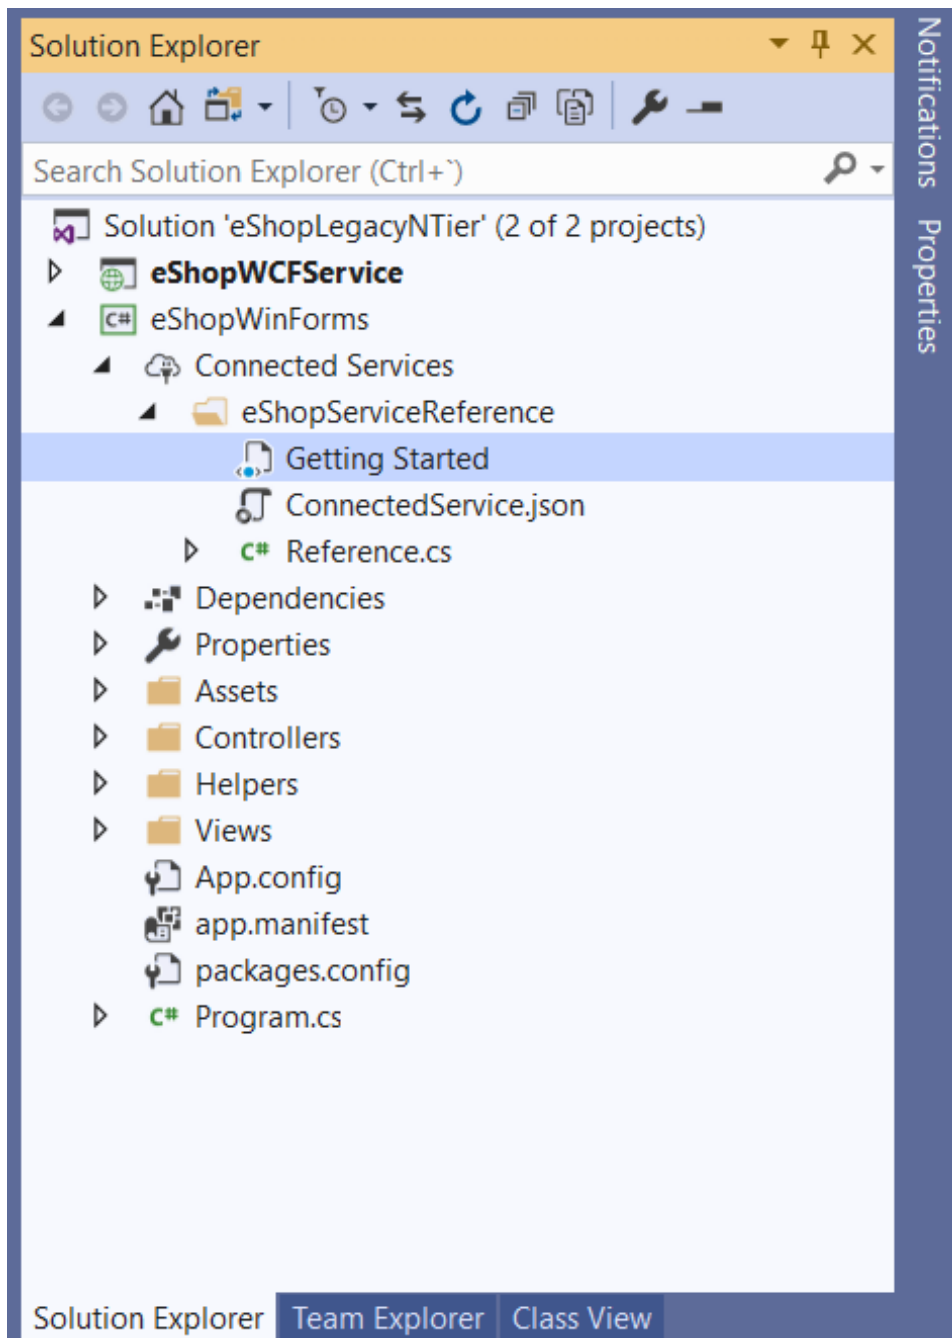 Solution Explorer
Search Solution Explorer (Ctrl+`)
Solution 'eShopLegacyNTier' (2 of 2 projects)
eShopWCFService
C# eShopWinForms
Connected Services
eShopServiceReference
Getting Started
ConnectedService.json
C# Reference.cs
Dependencies
Properties
Assets
Controllers
Helpers
Views
App.config
app.manifest
packages.config
C# Program.cs
Solution Explorer Team Explorer Class View
Notifications
Properties